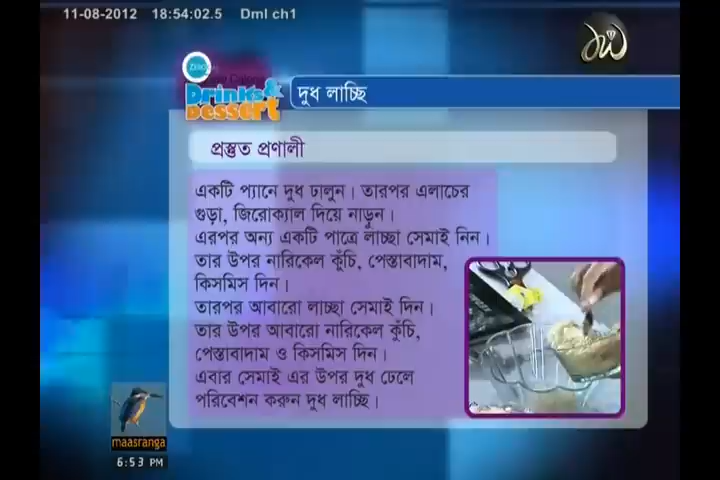 11-08-2012 18:54:02.5 Dml ch1
ZERO
Drinks &
Dessert
দুধ লাচ্ছি
প্রস্তুত প্রণালী
একটি প্যানে দুধ ঢালুন। তারপর এলাচের
গুড়া, জিরোক্যাল দিয়ে নাড়ুন।
এরপর অন্য একটি পাত্রে লাচ্ছা সেমাই নিন।
তার উপর নারিকেল কুঁচি, পেস্তাবাদাম,
কিসমিস দিন।
তারপর আবারো লাচ্ছা সেমাই দিন।
তার উপর আবারো নারিকেল কুঁচি,
পেস্তাবাদাম ও কিসমিস দিন।
এবার সেমাই এর উপর দুধ ঢেলে
পরিবেশন করুন দুধ লাচ্ছি।
maasranga
6:53 PM